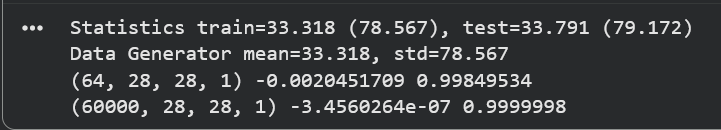 ••• Statistics train=33.318 (78.567), test=33.791 (79.172)
Data Generator mean=33.318, std=78.567
(64, 28, 28, 1) -0.0020451709 0.99849534
(60000, 28, 28, 1) -3.4560264e-07 0.9999998